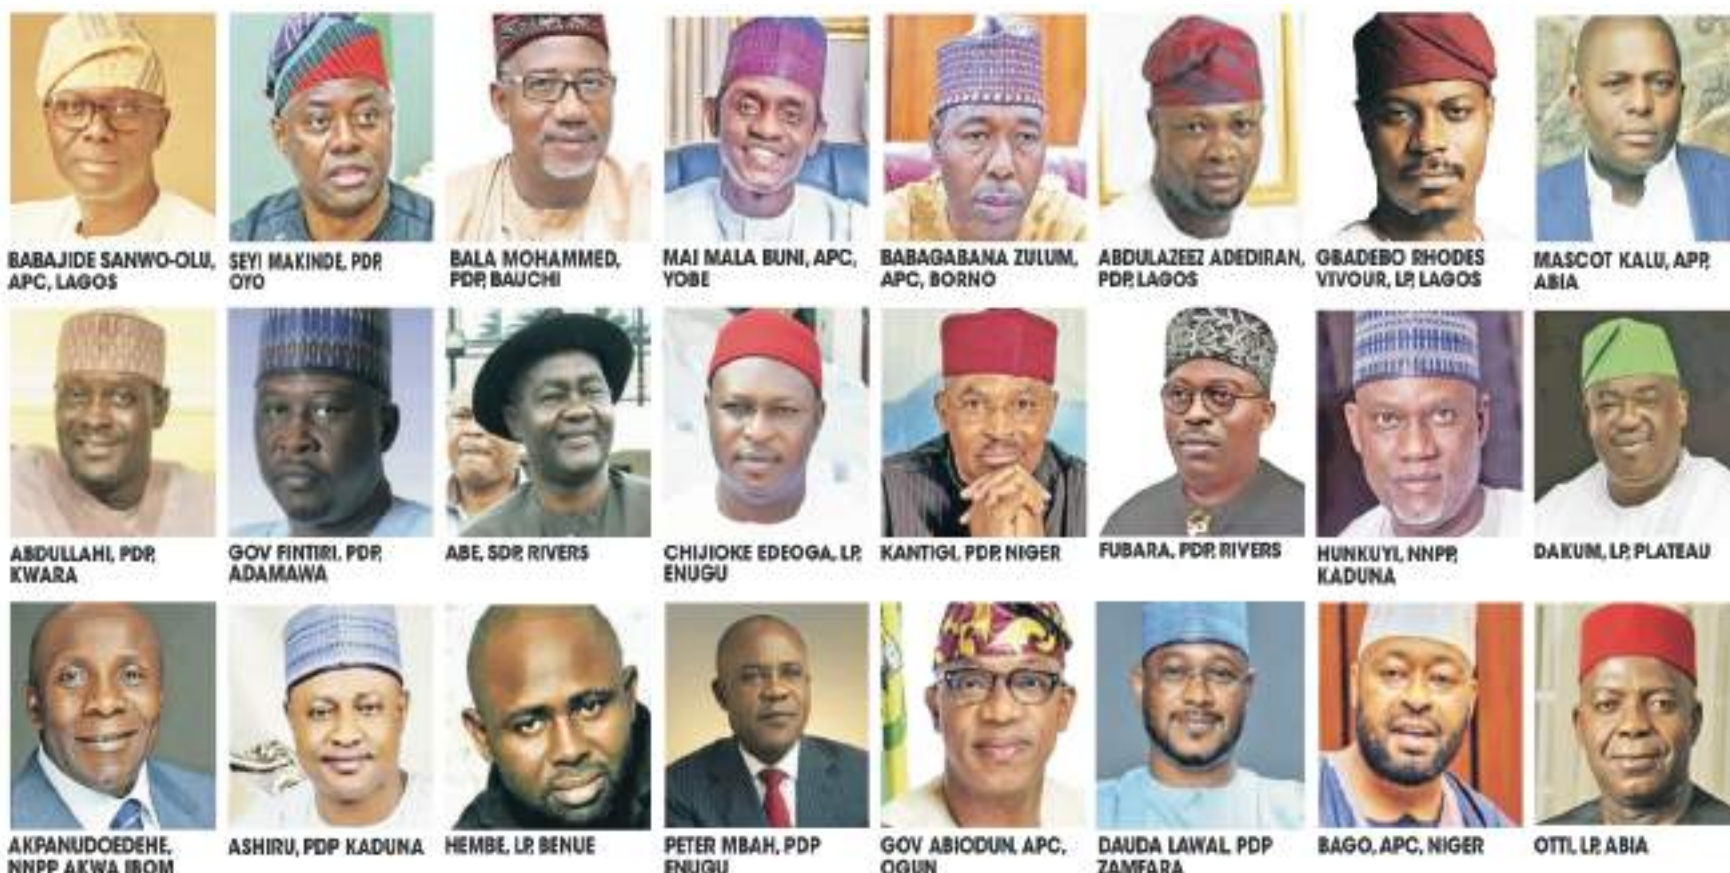 BABAJIDE SANWO-OLU,
APC, LAGOS
SEYI MAKINDE, PDP,
OYO
BALA MOHAMMED,
PDP, BAUCHI
MAI MALA BUNI, APC,
YOBE
BABAGABANA ZULUM,
APC, BORNO
ABDULAZEEZ ADEDIRAN,
PDP, LAGOS
GBADEBO RHODES
VIVOUR, LP, LAGOS
MASCOT KALU, APP,
ABIA
ABDULLAHI, PDP,
KWARA
GOV FINTIRI, PDP,
ADAMAWA
ABE, SDP, RIVERS
CHIJIOKE EDEOGA, LP,
ENUGU
KANTIGI, PDP, NIGER
FUBARA, PDP, RIVERS
HUNKUYI, NNPP,
KADUNA
DAKUM, LP, PLATEAU
AKPANUDOEDEHE,
NNPP AKWA IBOM
ASHIRU, PDP KADUNA
HEMBE, LP, BENUE
PETER MBAH, PDP
ENUGU
GOV ABIODUN, APC,
OGUN
DAUDA LAWAL, PDP
ZAMFARA
BAGO, APC, NIGER
OTTI, LP, ABIA